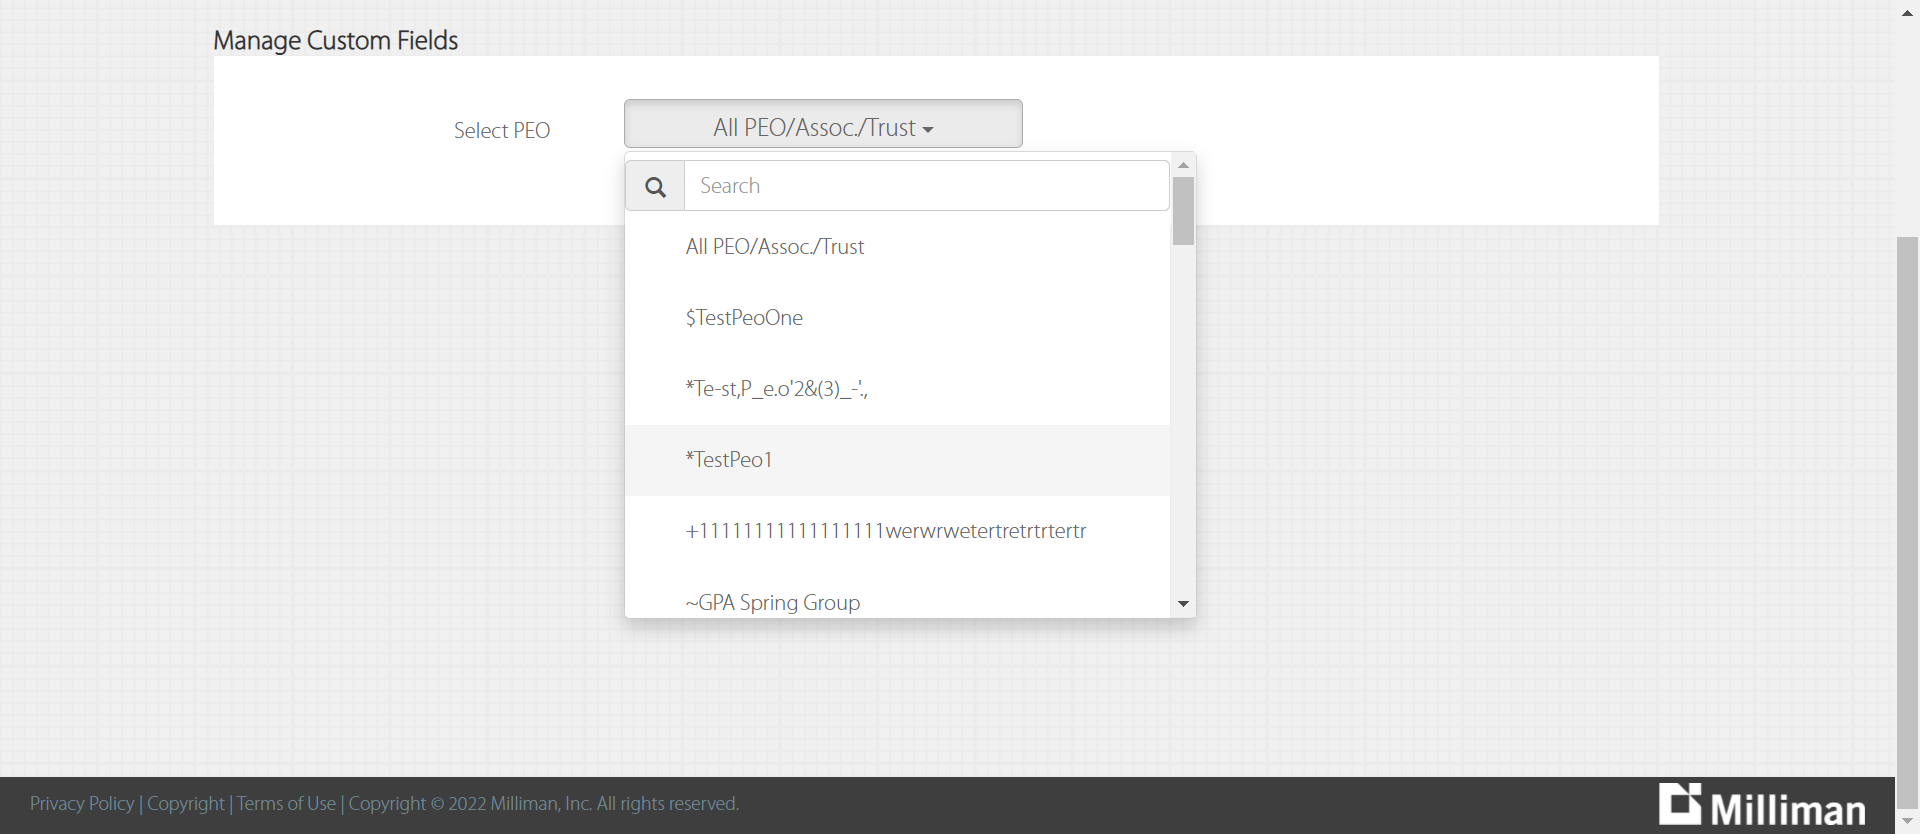 Manage Custom Fields
Select PEO
All PEO/Assoc./Trust
Search
All PEO/Assoc./Trust
$TestPeoOne
*Te-st,P_e.o'2&(3)_-'.,
*TestPeo1
+11111111111111111werwrwetertretrtrtertr
~GPA Spring Group
Privacy Policy | Copyright | Terms of Use | Copyright © 2022 Milliman, Inc. All rights reserved.
Milliman